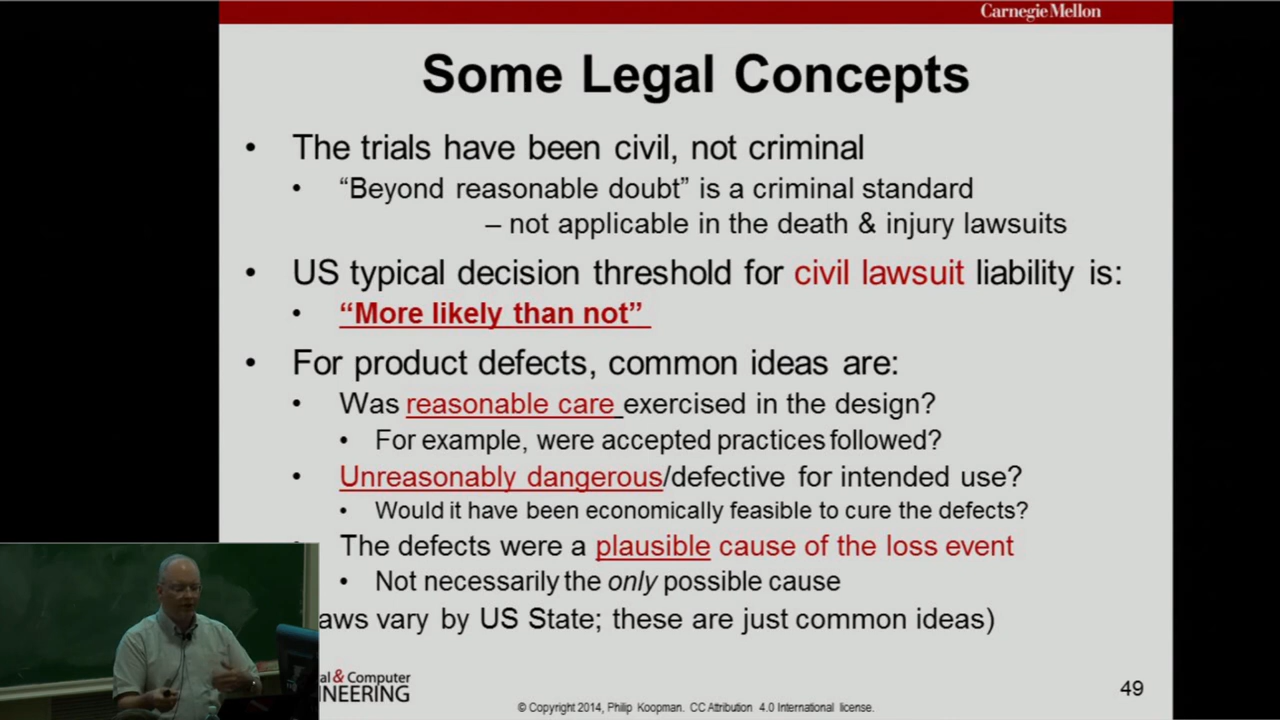 Carnegie Mellon
Some Legal Concepts
• The trials have been civil, not criminal
• “Beyond reasonable doubt” is a criminal standard
– not applicable in the death & injury lawsuits
• US typical decision threshold for civil lawsuit liability is:
• “More likely than not”
• For product defects, common ideas are:
• Was reasonable care exercised in the design?
• For example, were accepted practices followed?
• Unreasonably dangerous/defective for intended use?
• Would it have been economically feasible to cure the defects?
The defects were a plausible cause of the loss event
• Not necessarily the only possible cause
aws vary by US State; these are just common ideas)
al & Computer
NEERING
© Copyright 2014, Philip Koopman. CC Attribution 4.0 International license.
49